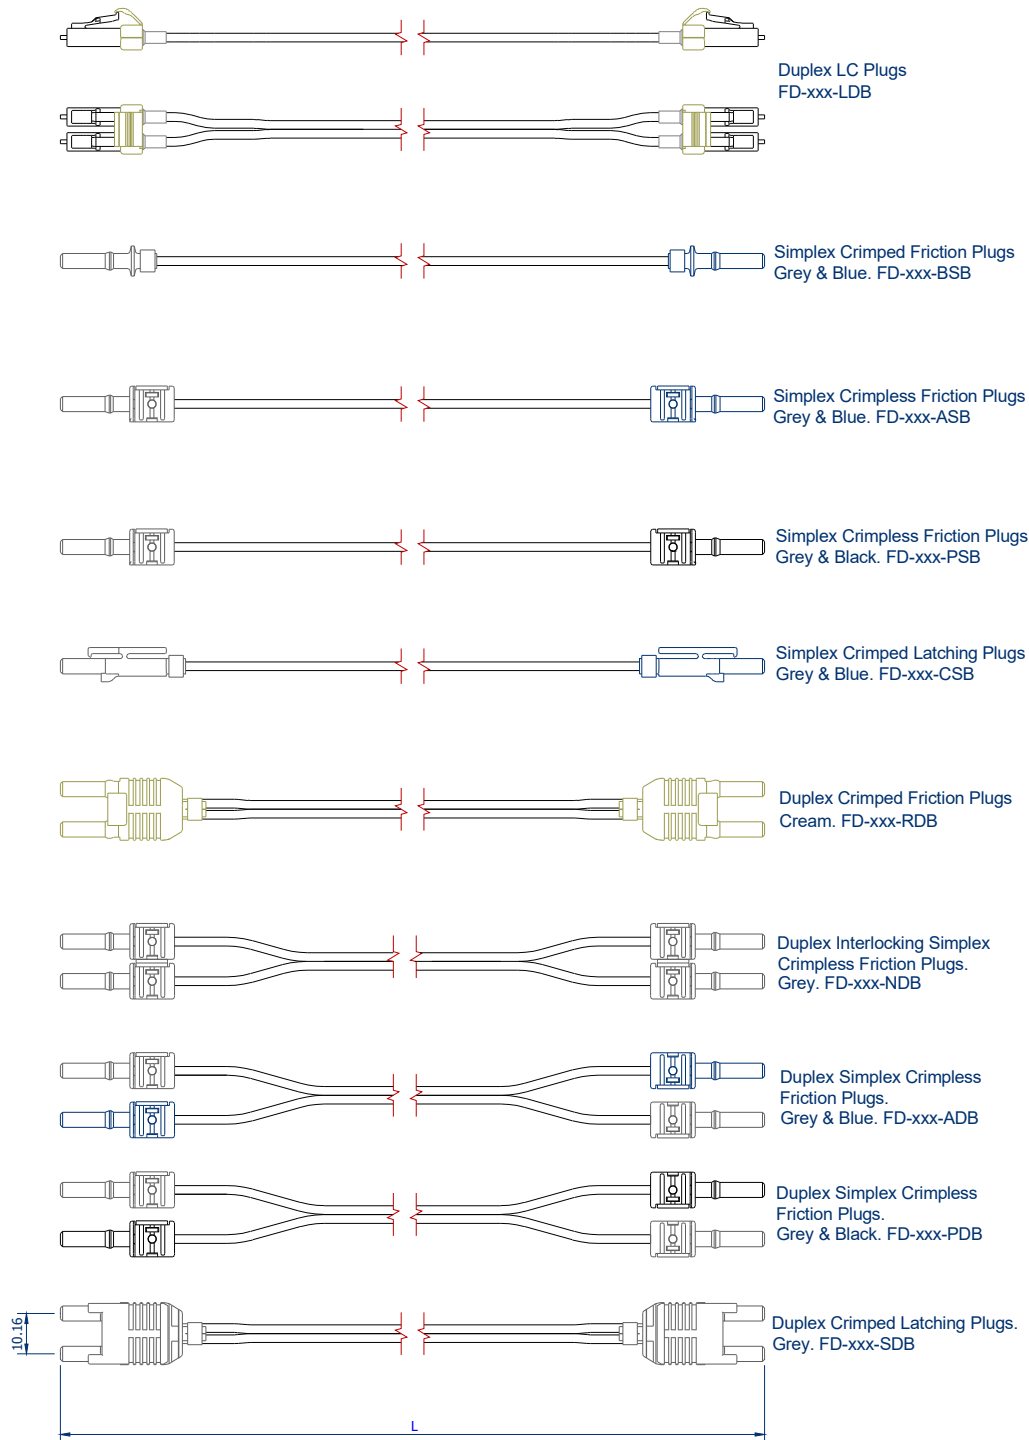 Duplex LC Plugs
FD-xxx-LDB
Simplex Crimped Friction Plugs
Grey & Blue. FD-xxx-BSB
Simplex Crimpless Friction Plugs
Grey & Blue. FD-xxx-ASB
Simplex Crimpless Friction Plugs
Grey & Black. FD-xxx-PSB
Simplex Crimped Latching Plugs
Grey & Blue. FD-xxx-CSB
Duplex Crimped Friction Plugs
Cream. FD-xxx-RDB
Duplex Interlocking Simplex
Crimpless Friction Plugs.
Grey. FD-xxx-NDB
Duplex Simplex Crimpless
Friction Plugs.
Grey & Blue. FD-xxx-ADB
Duplex Simplex Crimpless
Friction Plugs.
Grey & Black. FD-xxx-PDB
10.16
Duplex Crimped Latching Plugs.
Grey. FD-xxx-SDB
L